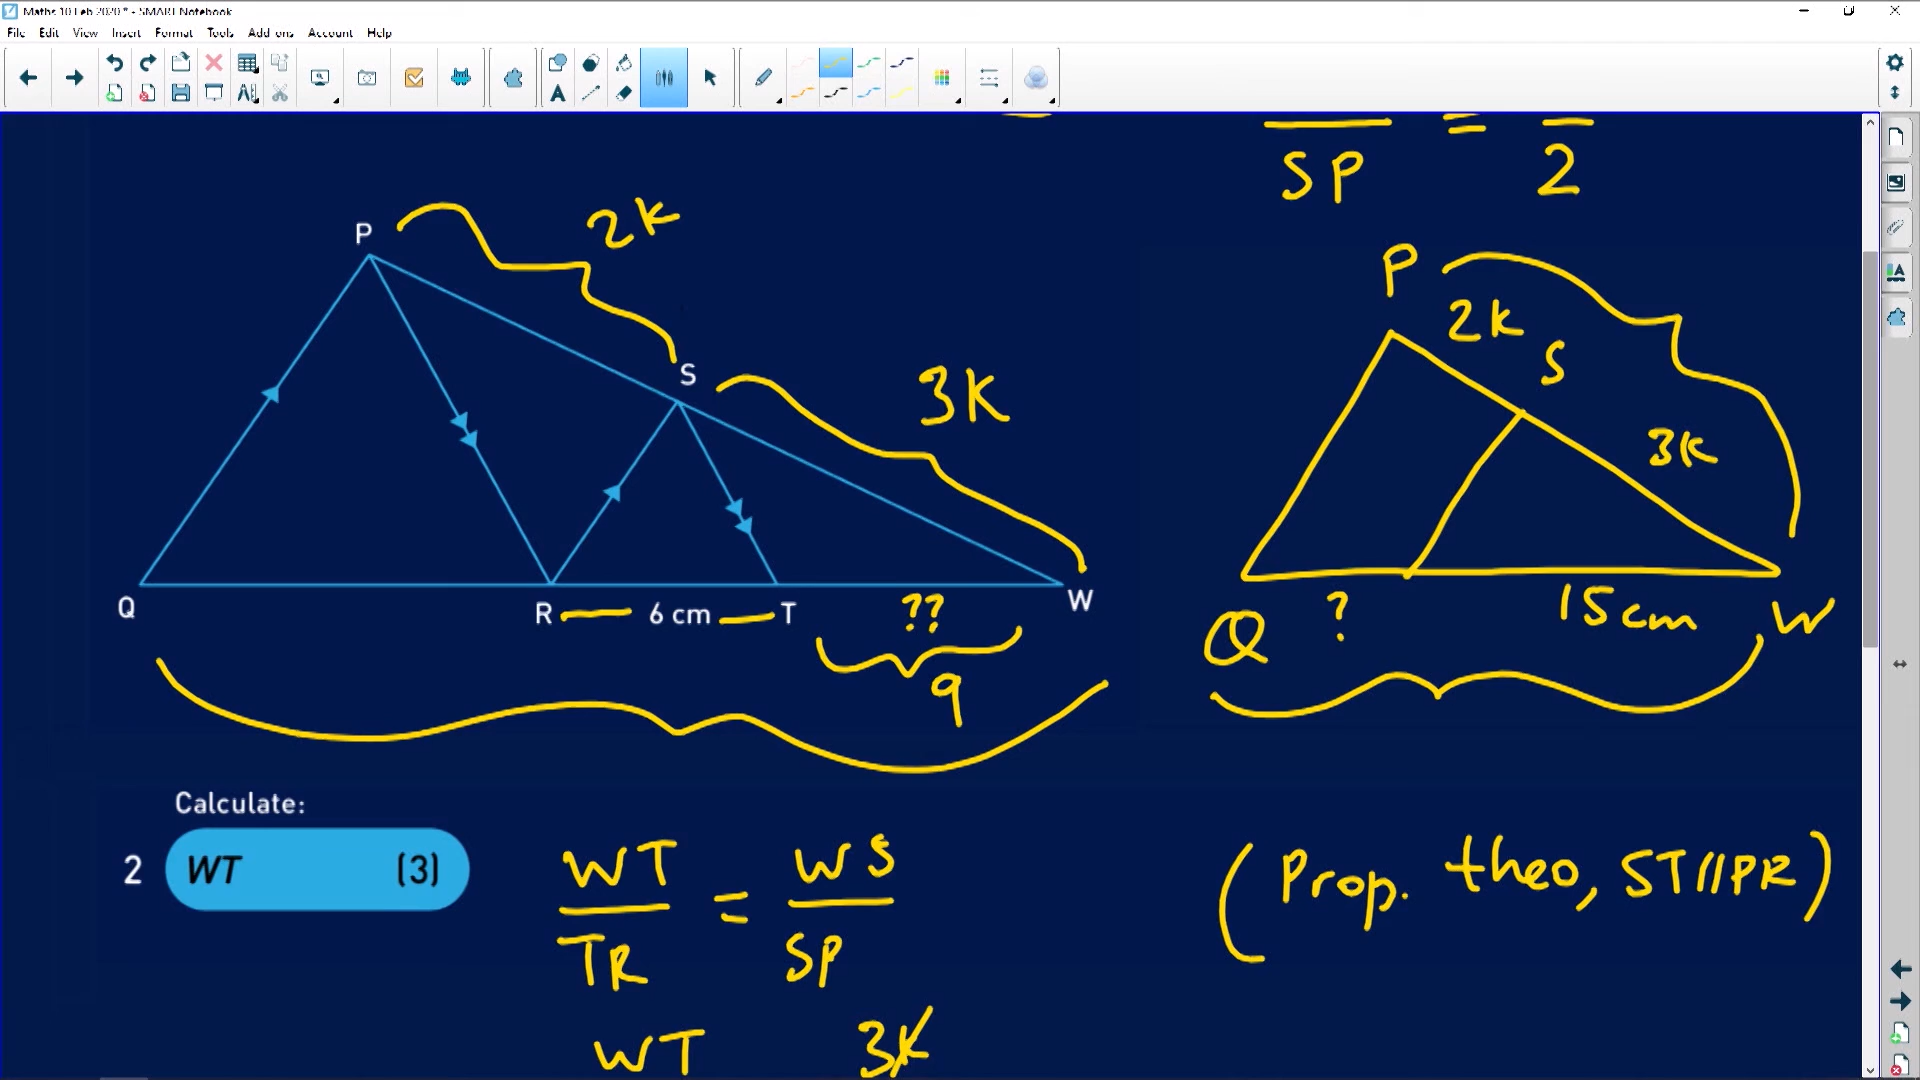 Maths 10 Feb 2020 * - SMART Notebook
File Edit View Insert Format Tools Add-ons Account Help
SP = 2
P
2K
S
3K
Q
R
6 cm
T
W
??
9
P
2K
S
3K
Q
?
15cm
W
Calculate:
2 WT (3)
WT = WS
TR SP
(Prop. theo, ST//PR)
WT 3K